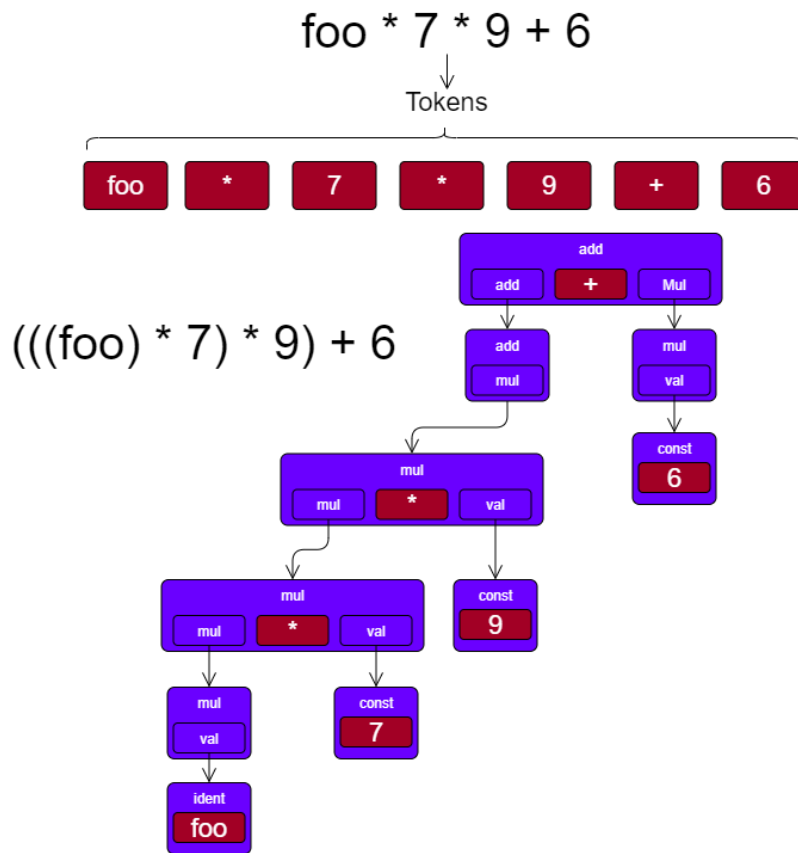 foo * 7 * 9 + 6
Tokens
foo * 7 * 9 + 6
add
add + Mul
(((foo) * 7) * 9) + 6
add
mul
mul
val
const
6
mul
mul * val
mul
mul * val
const
9
mul
val
const
7
ident
foo